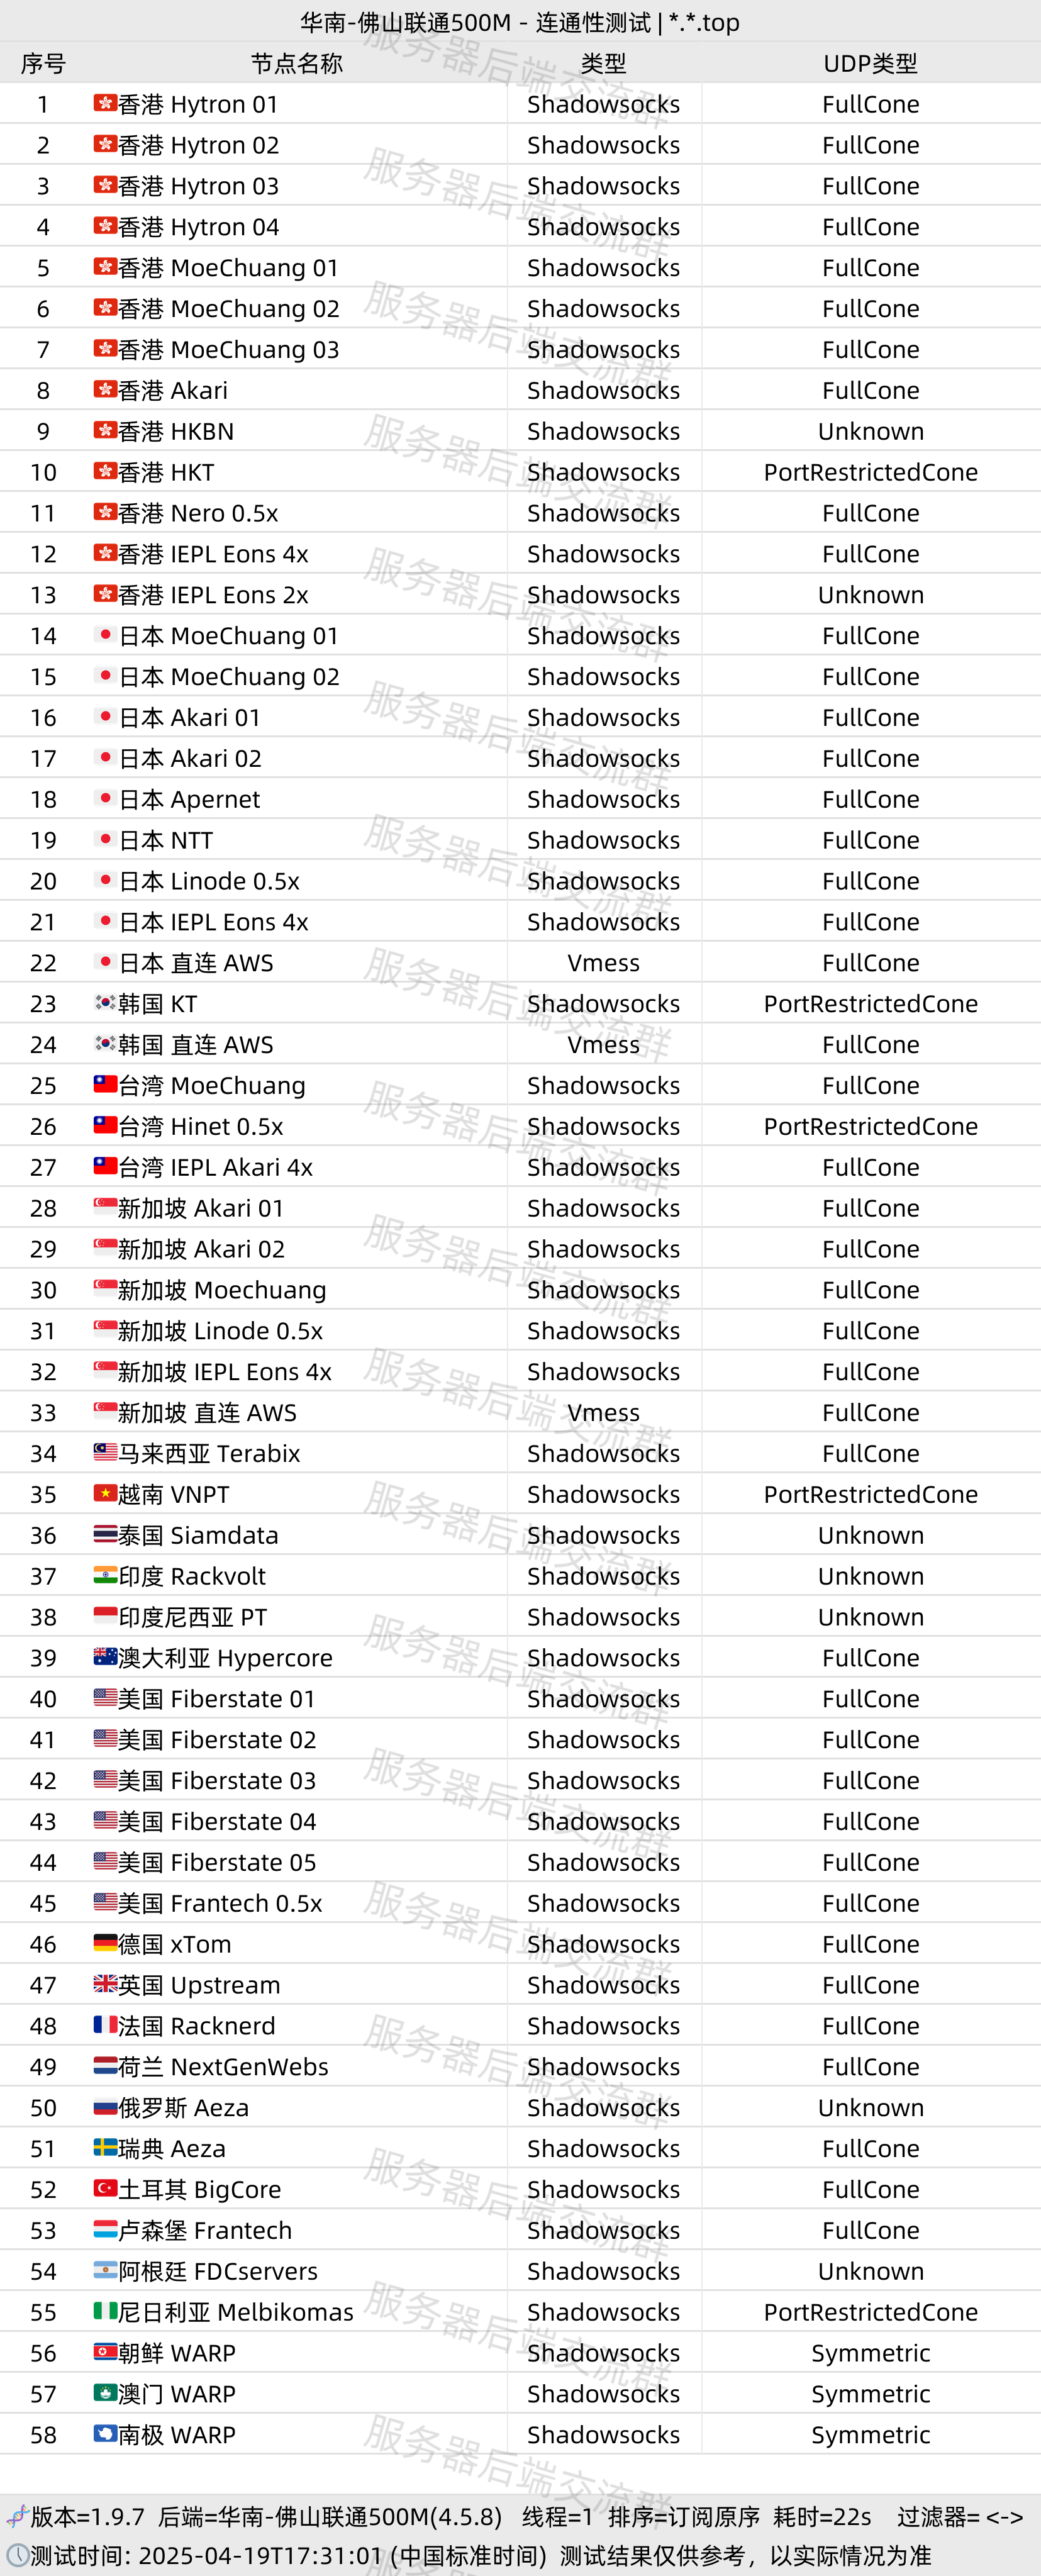 华南-佛山联通500M - 连通性测试 | *.*.top
序号 节点名称 类型 UDP类型
1 香港 Hytron 01 Shadowsocks FullCone
2 香港 Hytron 02 Shadowsocks FullCone
3 香港 Hytron 03 Shadowsocks FullCone
4 香港 Hytron 04 Shadowsocks FullCone
5 香港 MoeChuang 01 Shadowsocks FullCone
6 香港 MoeChuang 02 Shadowsocks FullCone
7 香港 MoeChuang 03 Shadowsocks FullCone
8 香港 Akari Shadowsocks FullCone
9 香港 HKBN Shadowsocks Unknown
10 香港 HKT Shadowsocks PortRestrictedCone
11 香港 Nero 0.5x Shadowsocks FullCone
12 香港 IEPL Eons 4x Shadowsocks FullCone
13 香港 IEPL Eons 2x Shadowsocks Unknown
14 日本 MoeChuang 01 Shadowsocks FullCone
15 日本 MoeChuang 02 Shadowsocks FullCone
16 日本 Akari 01 Shadowsocks FullCone
17 日本 Akari 02 Shadowsocks FullCone
18 日本 Apernet Shadowsocks FullCone
19 日本 NTT Shadowsocks FullCone
20 日本 Linode 0.5x Shadowsocks FullCone
21 日本 IEPL Eons 4x Shadowsocks FullCone
22 日本 直连 AWS Vmess FullCone
23 韩国 KT Shadowsocks PortRestrictedCone
24 韩国 直连 AWS Vmess FullCone
25 台湾 MoeChuang Shadowsocks FullCone
26 台湾 Hinet 0.5x Shadowsocks PortRestrictedCone
27 台湾 IEPL Akari 4x Shadowsocks FullCone
28 新加坡 Akari 01 Shadowsocks FullCone
29 新加坡 Akari 02 Shadowsocks FullCone
30 新加坡 Moechuang Shadowsocks FullCone
31 新加坡 Linode 0.5x Shadowsocks FullCone
32 新加坡 IEPL Eons 4x Shadowsocks FullCone
33 新加坡 直连 AWS Vmess FullCone
34 马来西亚 Terabix Shadowsocks FullCone
35 越南 VNPT Shadowsocks PortRestrictedCone
36 泰国 Siamdata Shadowsocks Unknown
37 印度 Rackvolt Shadowsocks Unknown
38 印度尼西亚 PT Shadowsocks Unknown
39 澳大利亚 Hypercore Shadowsocks FullCone
40 美国 Fiberstate 01 Shadowsocks FullCone
41 美国 Fiberstate 02 Shadowsocks FullCone
42 美国 Fiberstate 03 Shadowsocks FullCone
43 美国 Fiberstate 04 Shadowsocks FullCone
44 美国 Fiberstate 05 Shadowsocks FullCone
45 美国 Frantech 0.5x Shadowsocks FullCone
46 德国 xTom Shadowsocks FullCone
47 英国 Upstream Shadowsocks FullCone
48 法国 Racknerd Shadowsocks FullCone
49 荷兰 NextGenWebs Shadowsocks FullCone
50 俄罗斯 Aeza Shadowsocks Unknown
51 瑞典 Aeza Shadowsocks FullCone
52 土耳其 BigCore Shadowsocks FullCone
53 卢森堡 Frantech Shadowsocks FullCone
54 阿根廷 FDCservers Shadowsocks Unknown
55 尼日利亚 Melbikomas Shadowsocks PortRestrictedCone
56 朝鲜 WARP Shadowsocks Symmetric
57 澳门 WARP Shadowsocks Symmetric
58 南极 WARP Shadowsocks Symmetric
版本=1.9.7 后端=华南-佛山联通500M(4.5.8) 线程=1 排序=订阅原序 耗时=22s 过滤器= <->
测试时间: 2025-04-19T17:31:01 (中国标准时间) 测试结果仅供参考，以实际情况为准
服务器后端交流群